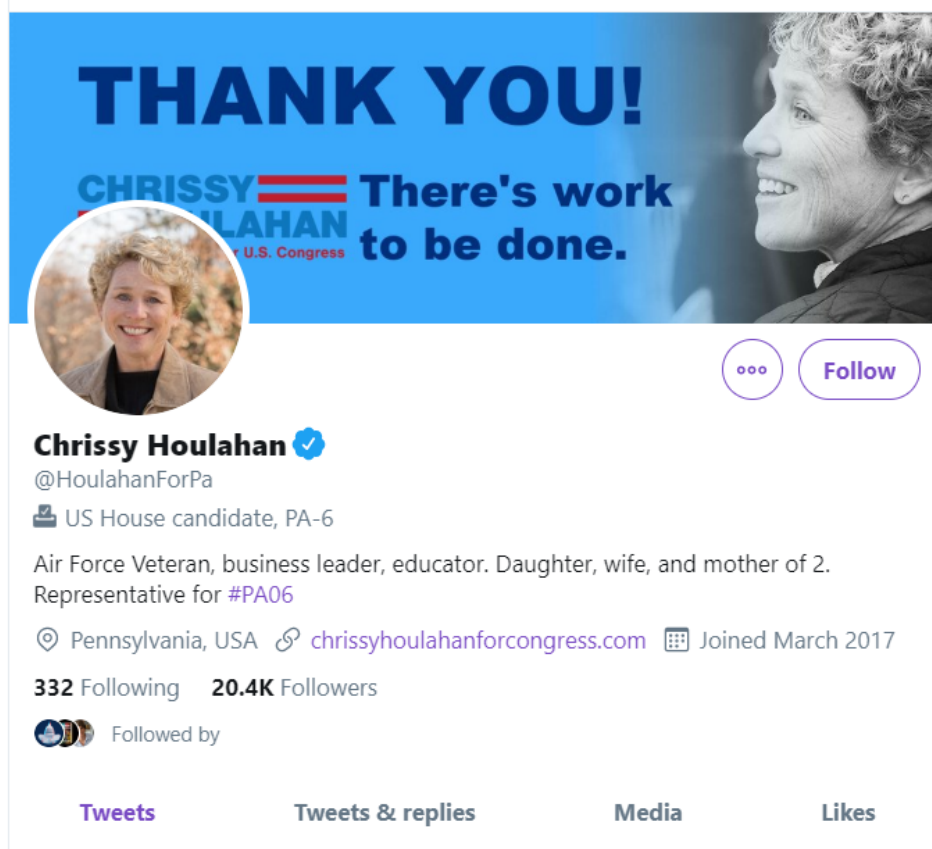 THANK YOU!
CHRISSY
LAHAN
There's work
to be done.
U.S. Congress
Follow
Chrissy Houlahan
@HoulahanForPa
US House candidate, PA-6
Air Force Veteran, business leader, educator. Daughter, wife, and mother of 2.
Representative for #PA06
Pennsylvania, USA chrissyhoulahanforcongress.com Joined March 2017
332 Following 20.4K Followers
Followed by
Tweets Tweets & replies Media Likes